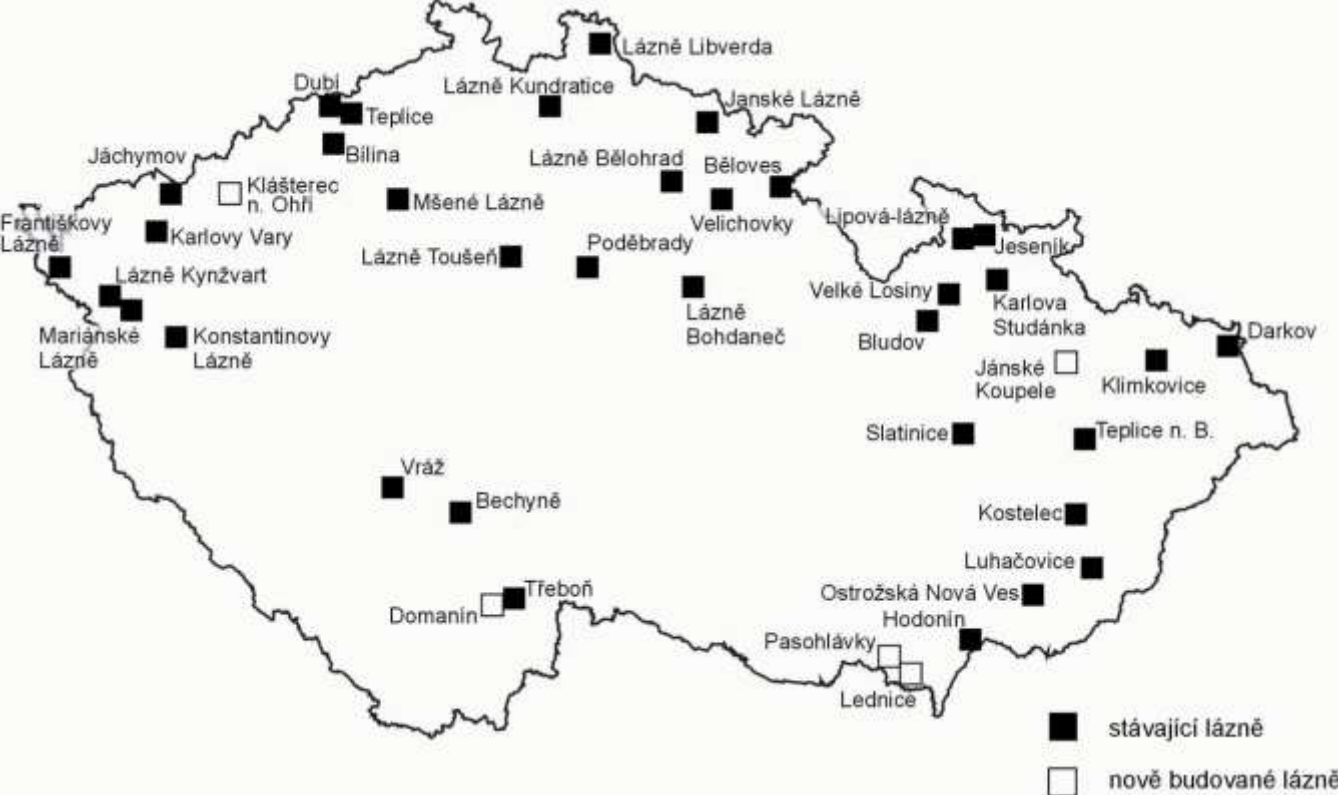 Lázně Libverda
Dubí
Lázně Kundratice
Janské Lázně
Teplice
Bílina
Jáchymov
Lázně Bělohrad
Běloves
Klášterec
n. Ohří
Mšené Lázně
Velichovky
Františkovy
Lázně
Karlovy Vary
Lipová-lázně
Jeseník
Lázně Toušeň
Poděbrady
Lázně Kynžvart
Velké Losiny
Karlova
Studánka
Lázně
Bohdaneč
Mariánské
Lázně
Konstantinovy
Lázně
Bludov
Darkov
Jánské
Koupele
Klimkovice
Slatinice
Teplice n. B.
Vráž
Bechyně
Kostelec
Luhačovice
Třeboň
Domanín
Ostrožská Nová Ves
Hodonín
Pasohlávky
Lednice
stávající lázně
nově budované lázně